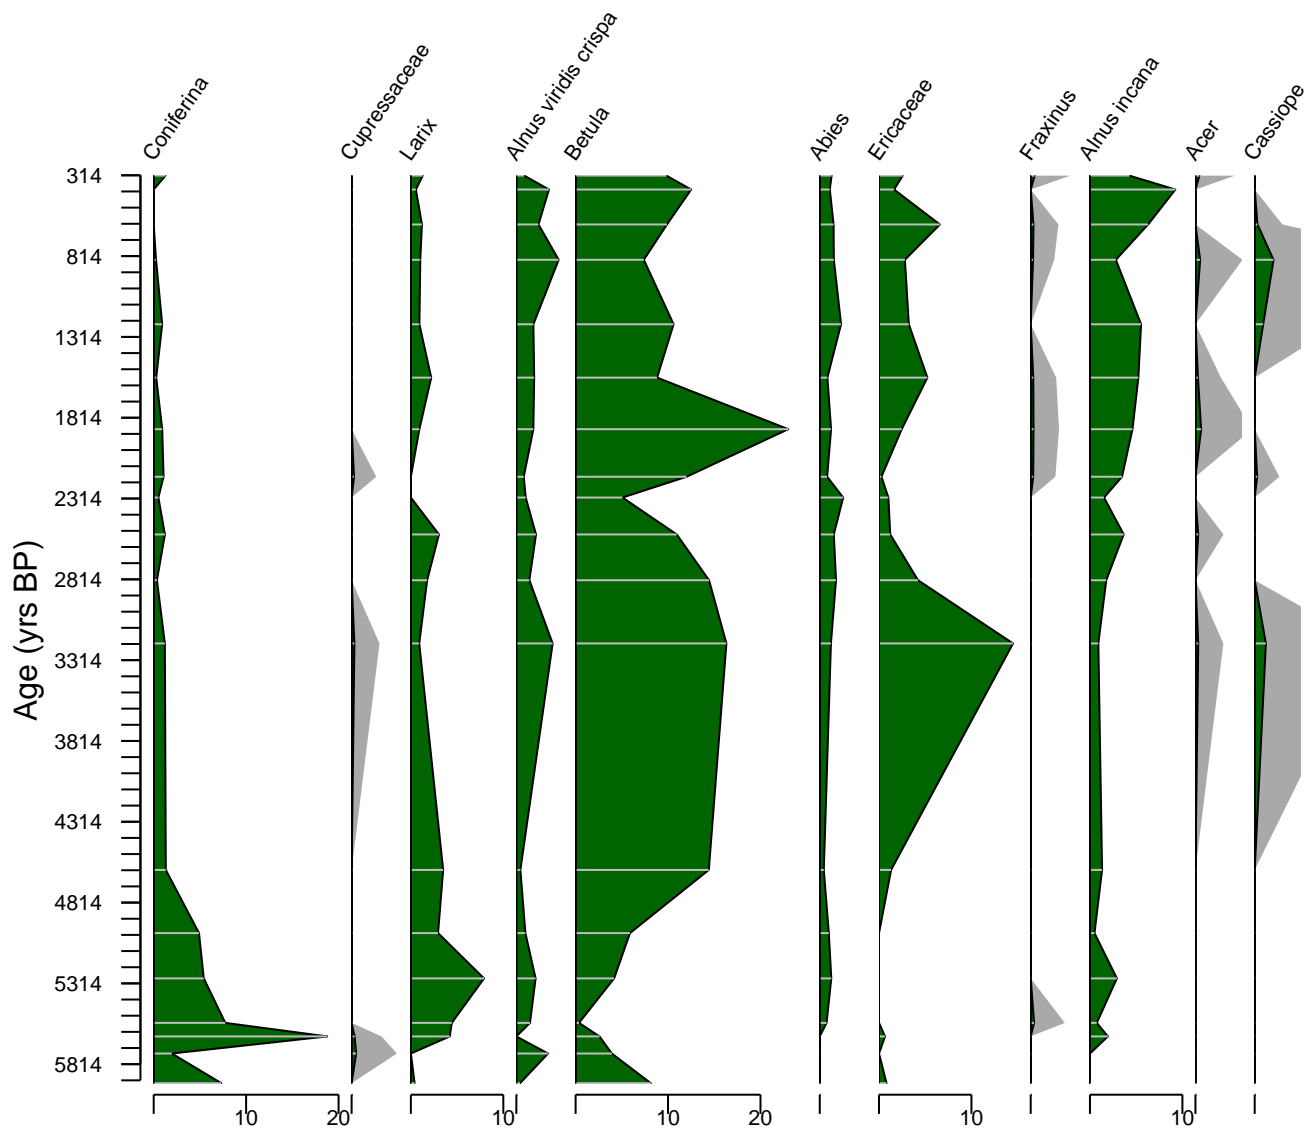 Coniferina
Cupressaceae
Larix
Alnus viridis crispa
Betula
Abies
Ericaceae
Fraxinus
Alnus incana
Acer
Cassiope
Age (yrs BP)
314
814
1314
1814
2314
2814
3314
3814
4314
4814
5314
5814
10 20 10 10 20 10 10